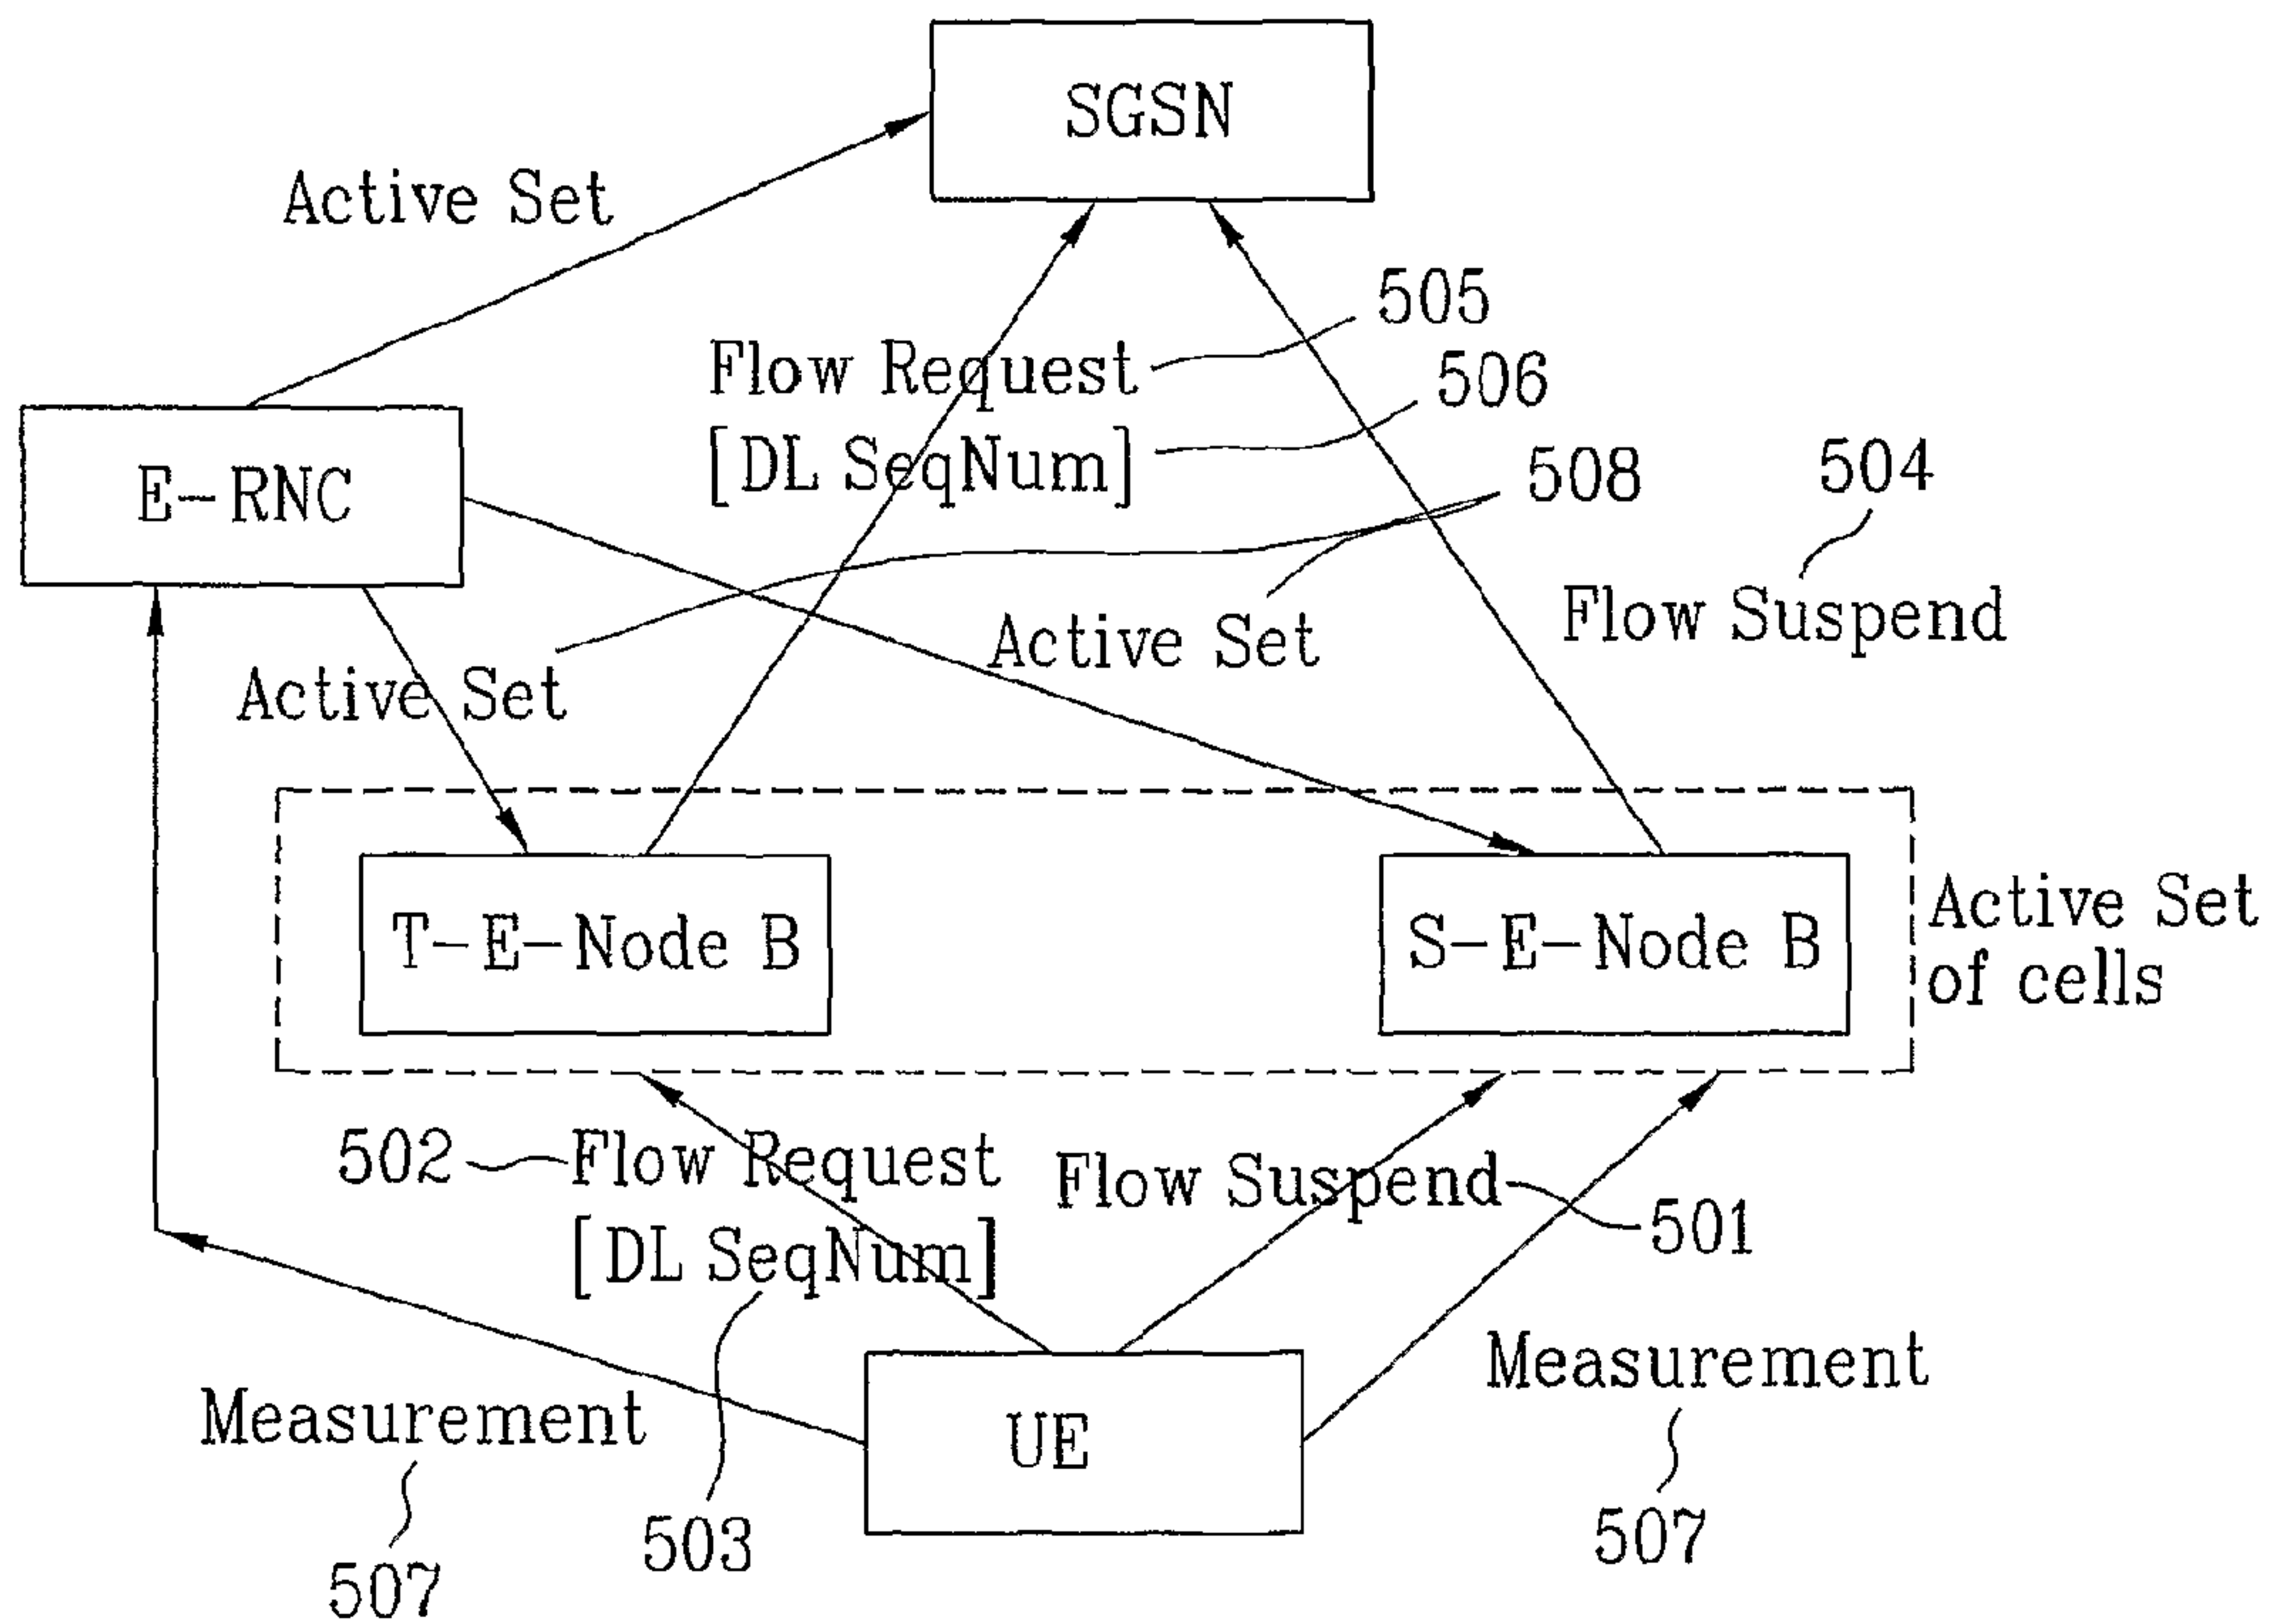 SGSN
Active Set
505
Flow Request
506
[DL SeqNum]
E-RNC
508
504
Flow Suspend
Active Set
Active Set
T-E-Node B
S-E-Node B
Active Set
of cells
502
Flow Request
Flow Suspend
501
[DL SeqNum]
Measurement
Measurement
UE
503
507
507